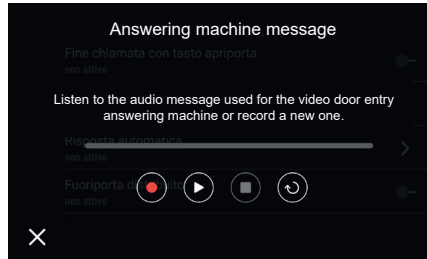 Answering machine message
Fine chiamata con tasto apriporta
non attivo
Listen to the audio message used for the video door entry
answering machine or record a new one.
Risposta automatica
non attivo
Fuoriporta
non attivo